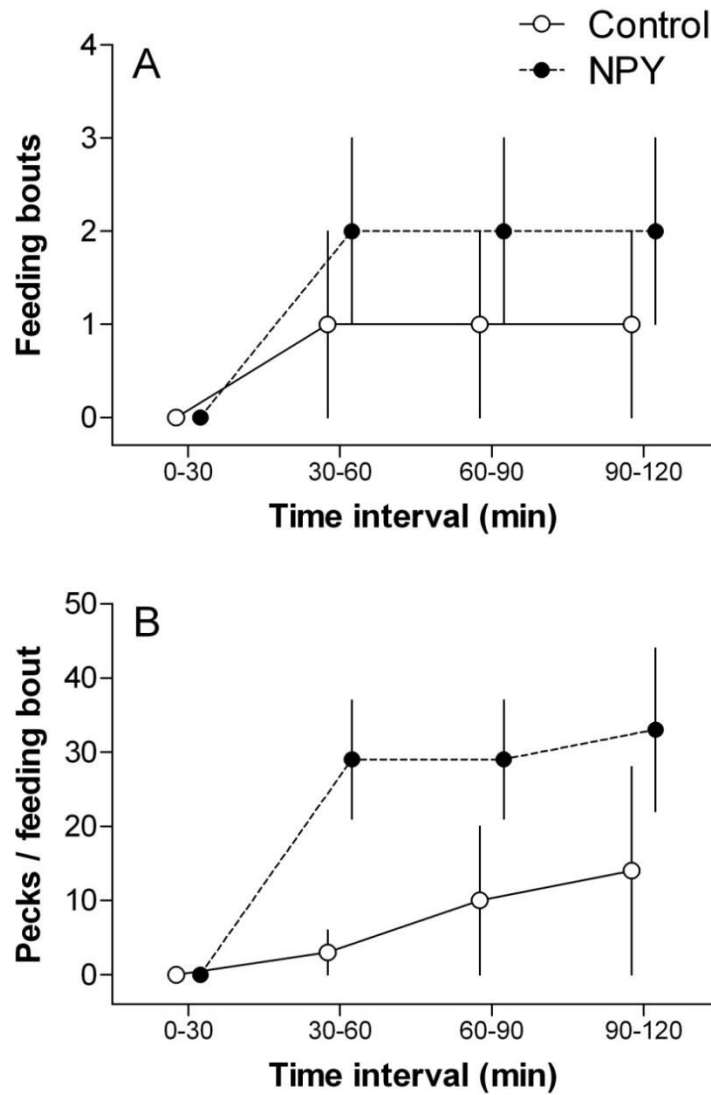 Control
NPY
A
4
3
2
1
0
Feeding bouts
0-30 30-60 60-90 90-120
Time interval (min)
B
50
40
30
20
10
0
Pecks / feeding bout
0-30 30-60 60-90 90-120
Time interval (min)